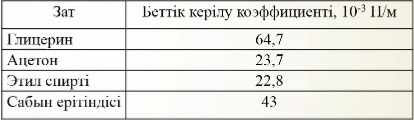 Зат Беттік керілу коэффициенті, 10⁻³ Н/м
Глицерин 64,7
Ацетон 23,7
Этил спирті 22,8
Сабын ерітіндісі 43